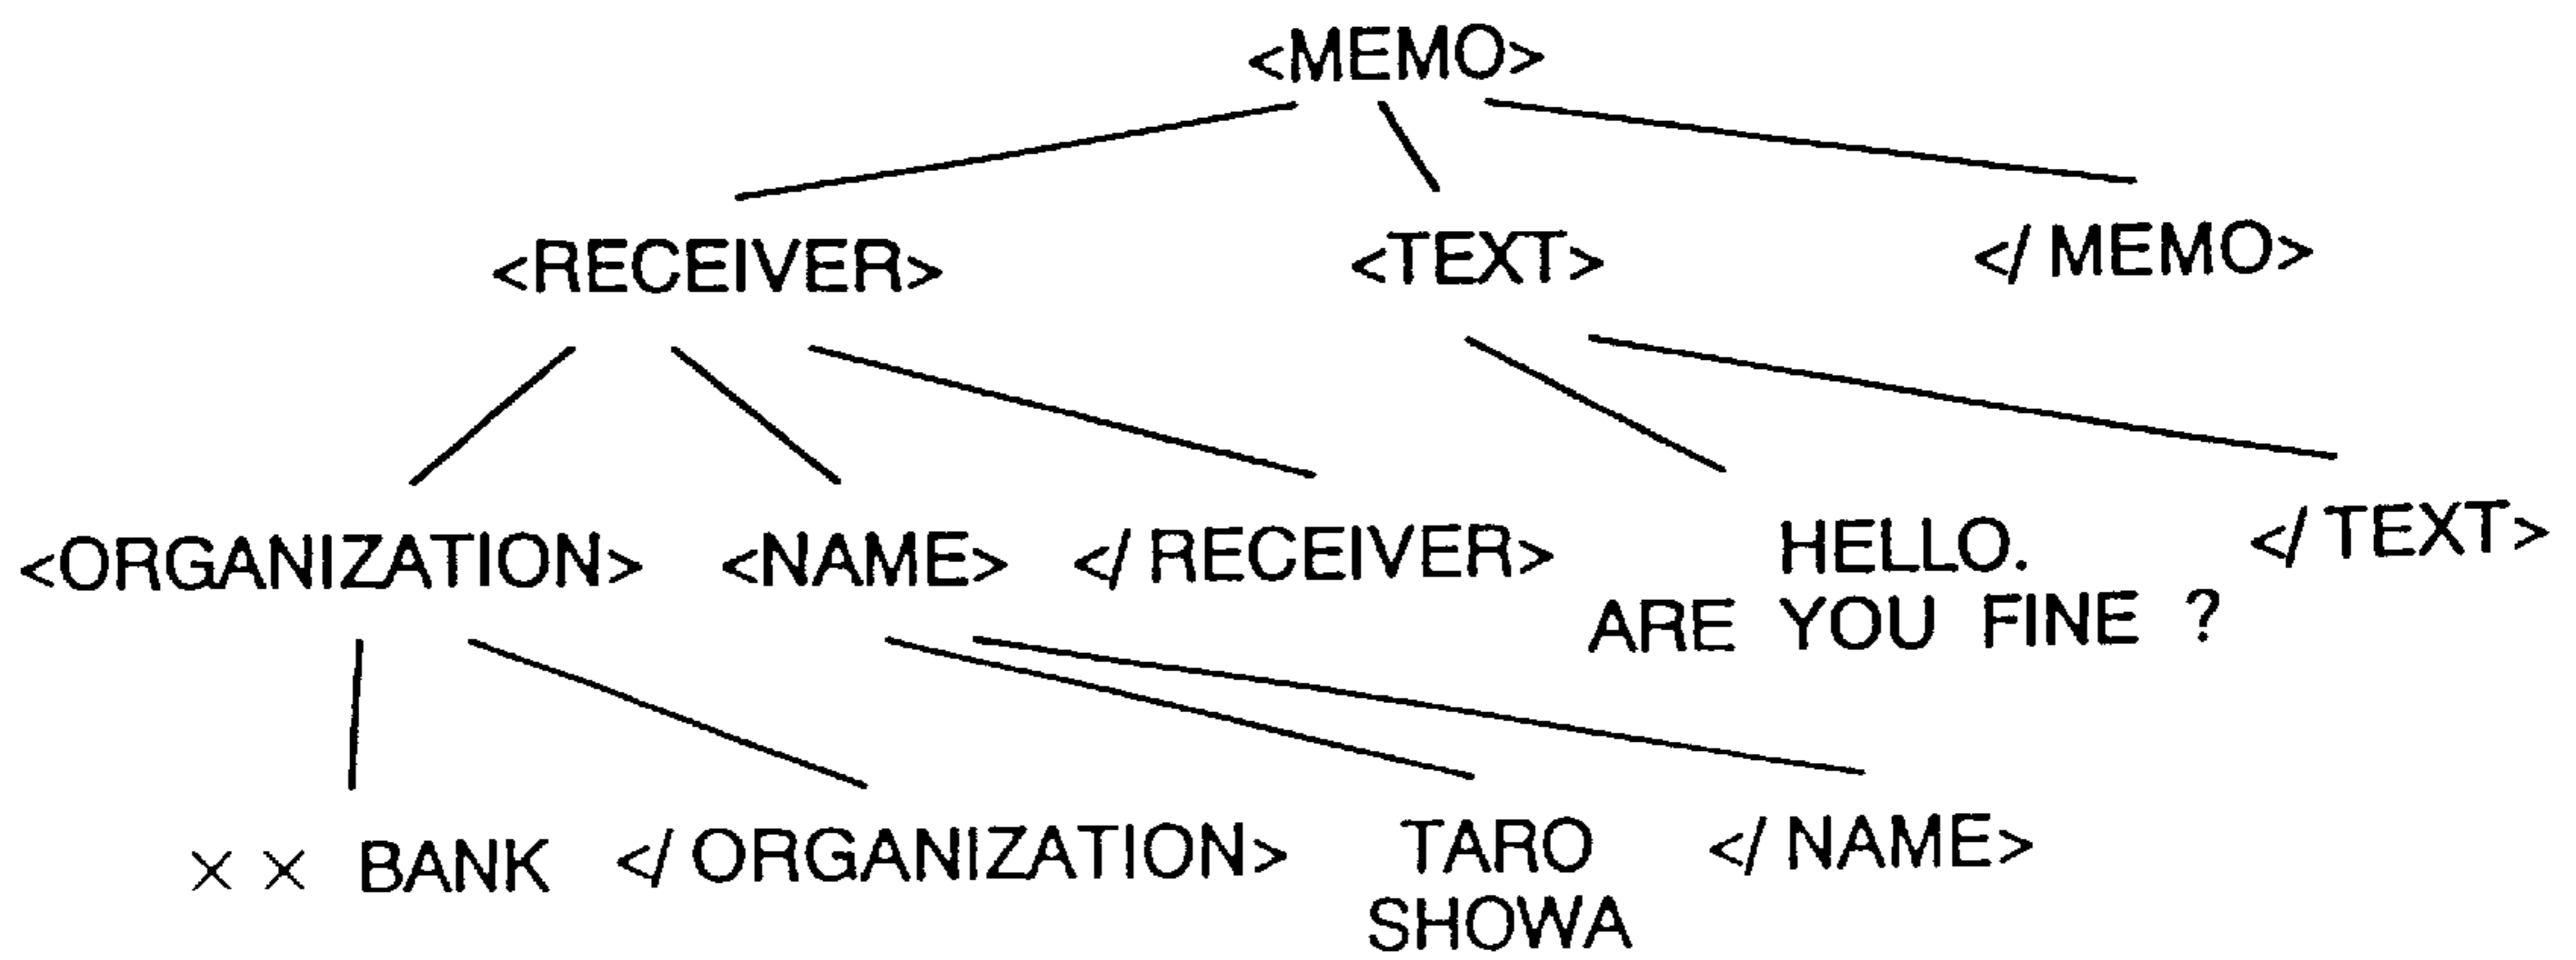 <MEMO>
<RECEIVER> <TEXT> </ MEMO>
<ORGANIZATION> <NAME> </ RECEIVER> HELLO. </ TEXT>
ARE YOU FINE ?
×× BANK </ ORGANIZATION> TARO </ NAME>
SHOWA